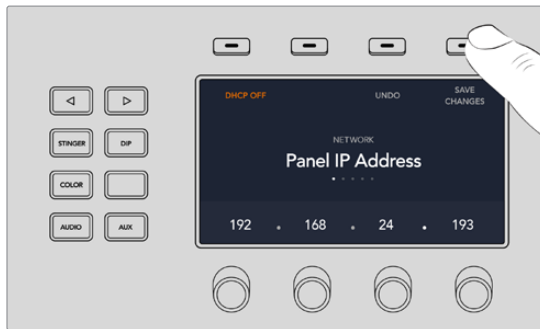 DHCP OFF
UNDO
SAVE
CHANGES
NETWORK
Panel IP Address
192 . 168 . 24 . 193
STINGER
DIP
COLOR
AUDIO
AUX